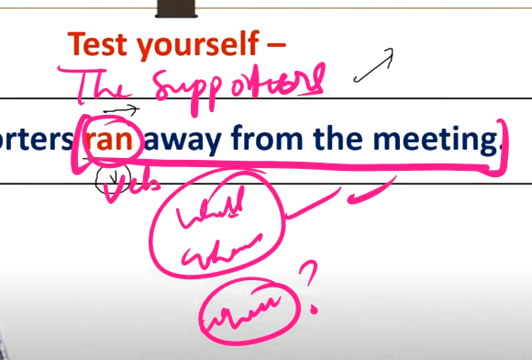 Test yourself –
The Supporters
orters ran away from the meeting.
Verb
what
whom
when ?